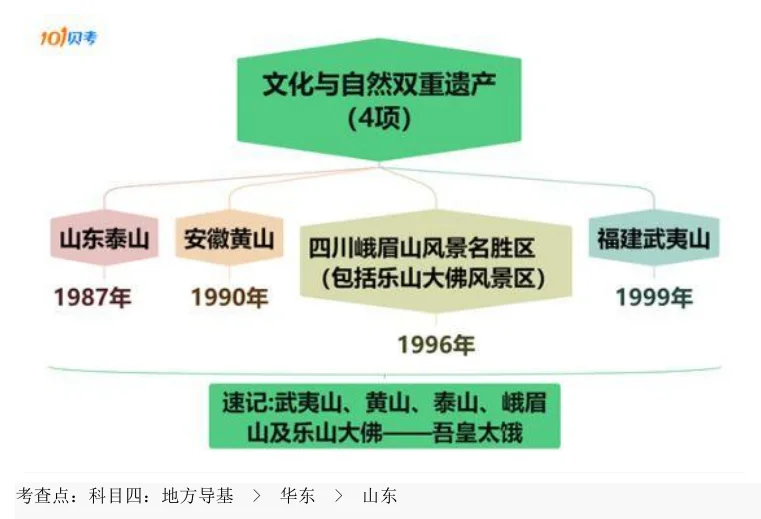 101贝考
文化与自然双重遗产
（4项）
山东泰山
安徽黄山
四川峨眉山风景名胜区
（包括乐山大佛风景区）
福建武夷山
1987年
1990年
1996年
1999年
速记:武夷山、黄山、泰山、峨眉
山及乐山大佛——吾皇太饿
考查点：科目四：地方导基 > 华东 > 山东